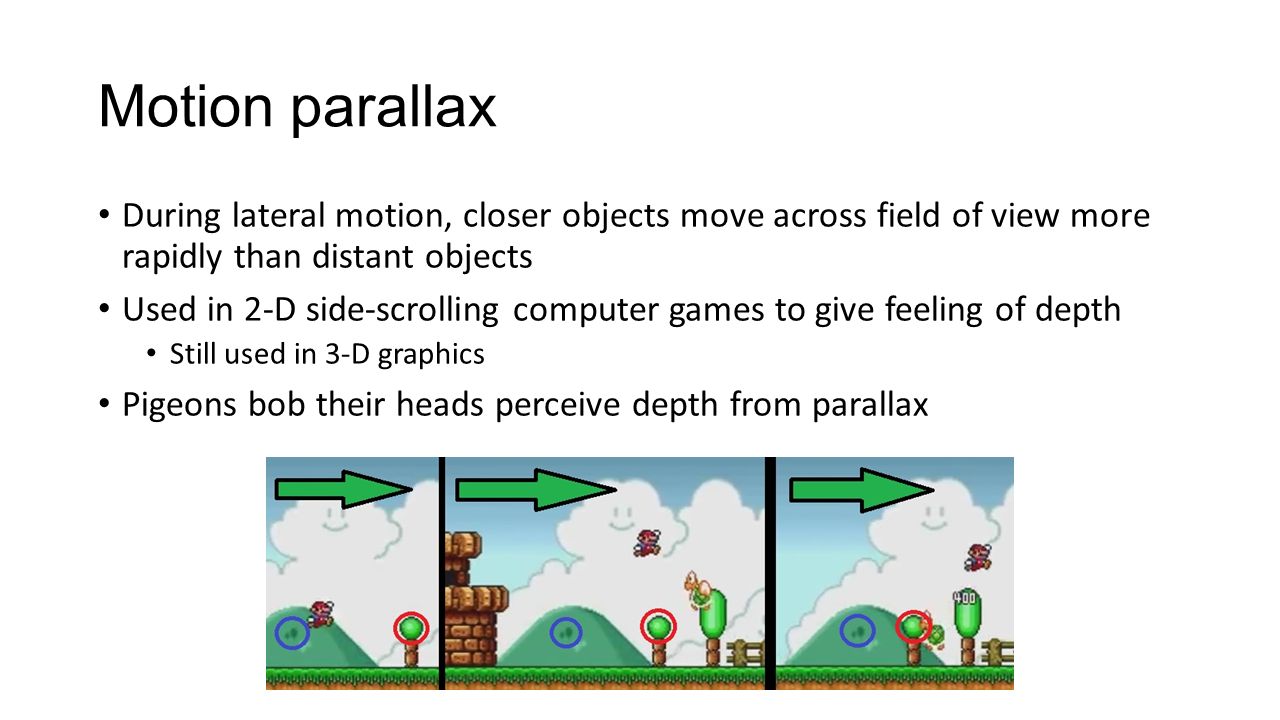 Motion parallax
• During lateral motion, closer objects move across field of view more
rapidly than distant objects
• Used in 2-D side-scrolling computer games to give feeling of depth
• Still used in 3-D graphics
• Pigeons bob their heads perceive depth from parallax
400